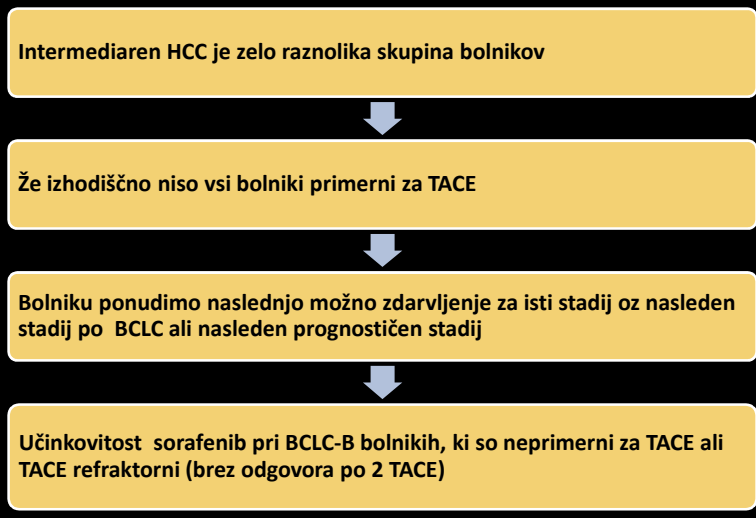 Intermediaren HCC je zelo raznolika skupina bolnikov
Že izhodiščno niso vsi bolniki primerni za TACE
Bolniku ponudimo naslednjo možno zdarvljenje za isti stadij oz nasleden
stadij po  BCLC ali nasleden prognostičen stadij
Učinkovitost  sorafenib pri BCLC-B bolnikih, ki so neprimerni za TACE ali
TACE refraktorni (brez odgovora po 2 TACE)